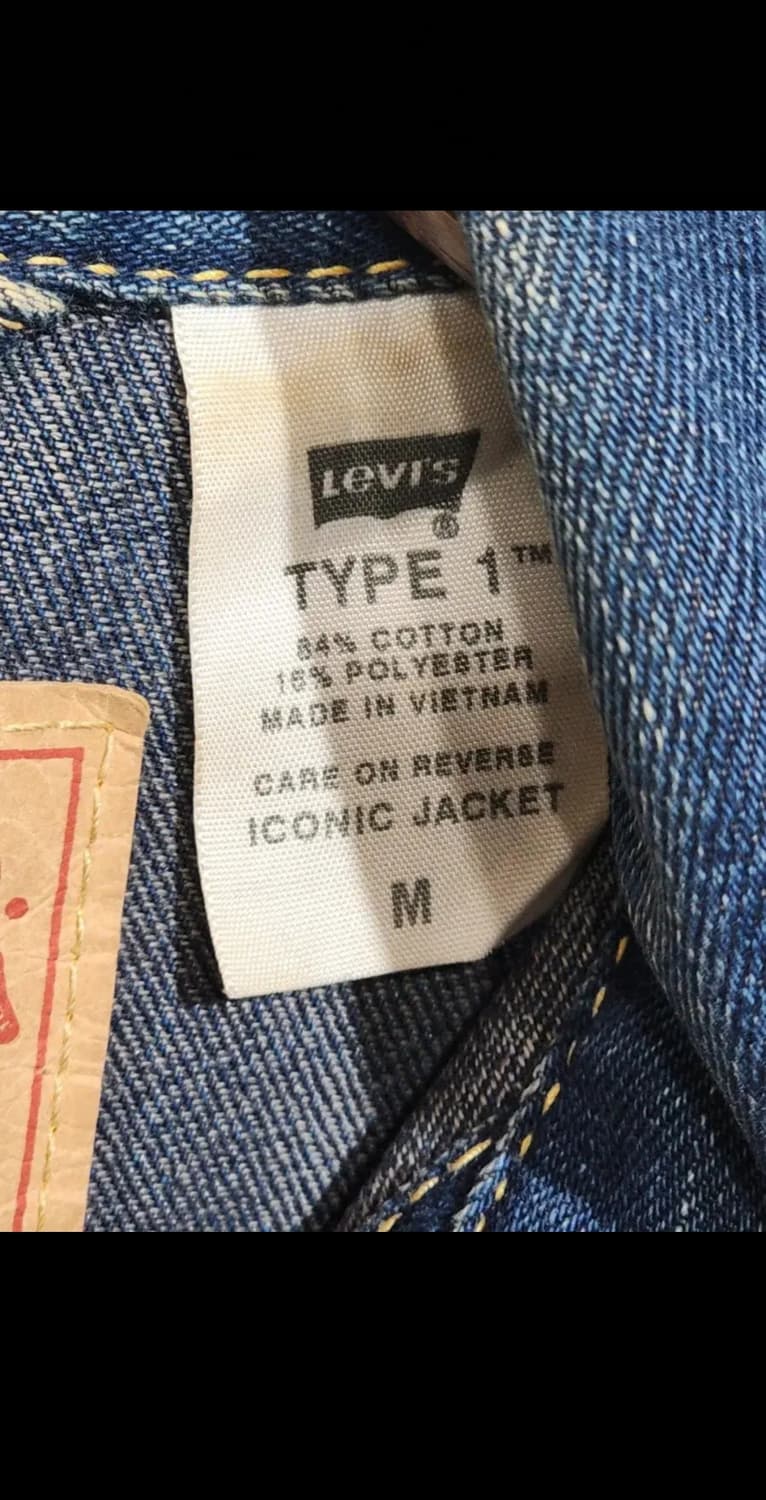 Levi's ®
TYPE 1™
84% COTTON
16% POLYESTER
MADE IN VIETNAM
CARE ON REVERSE
ICONIC JACKET
M